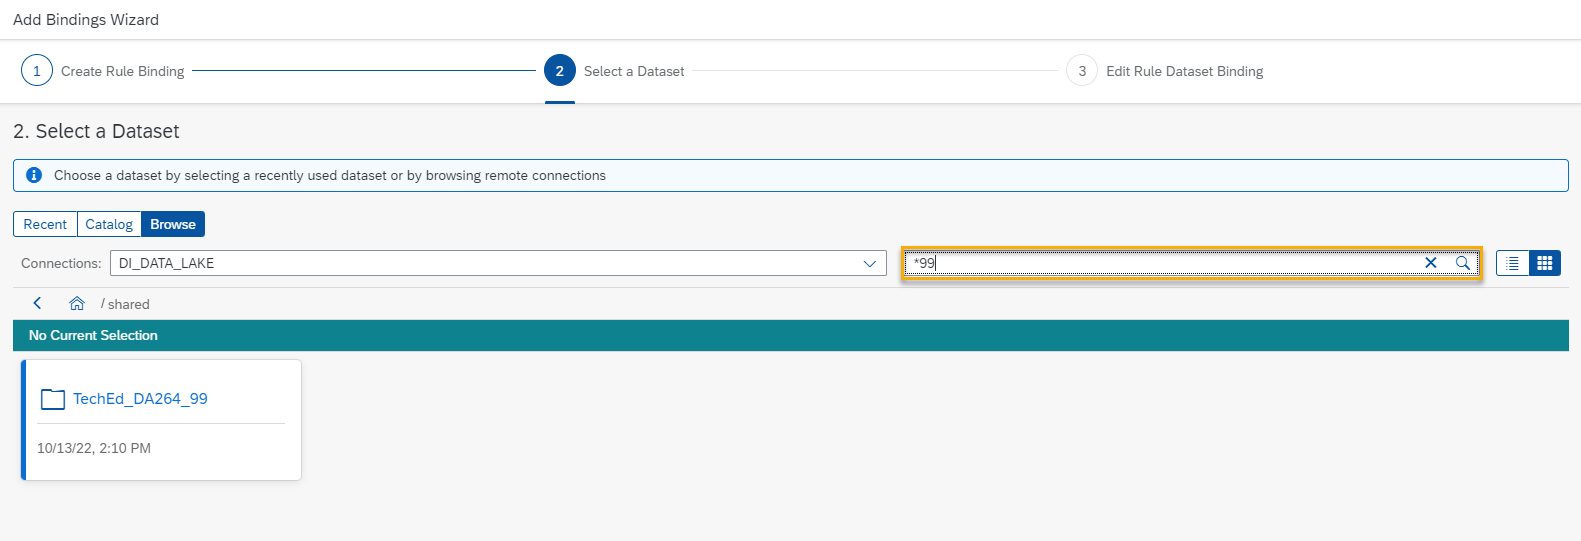 Add Bindings Wizard
1 Create Rule Binding 2 Select a Dataset 3 Edit Rule Dataset Binding
2. Select a Dataset
Choose a dataset by selecting a recently used dataset or by browsing remote connections
Recent Catalog Browse
Connections: DI_DATA_LAKE *99
/ shared
No Current Selection
TechEd_DA264_99
10/13/22, 2:10 PM